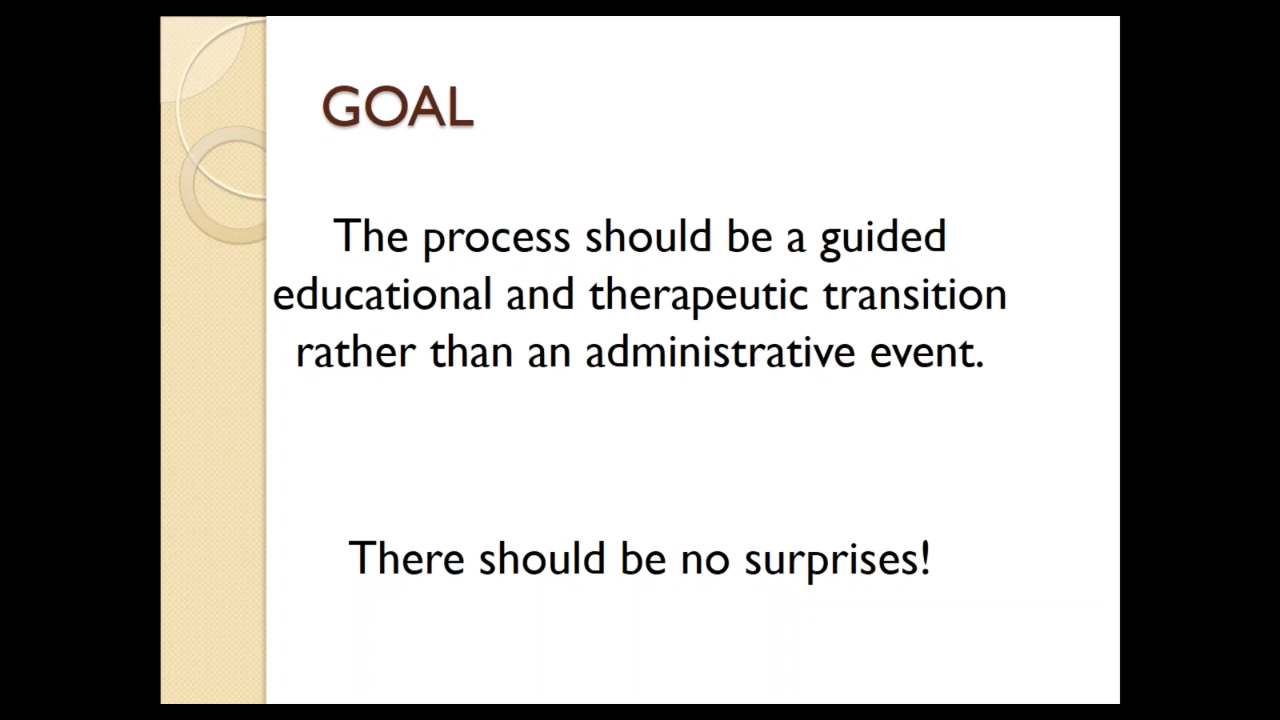 GOAL
The process should be a guided
educational and therapeutic transition
rather than an administrative event.
There should be no surprises!